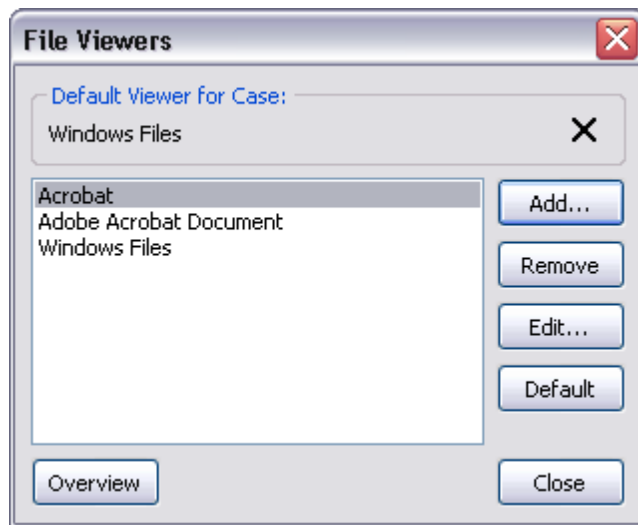 File Viewers
Default Viewer for Case:
Windows Files
Acrobat
Adobe Acrobat Document
Windows Files
Add...
Remove
Edit...
Default
Overview
Close